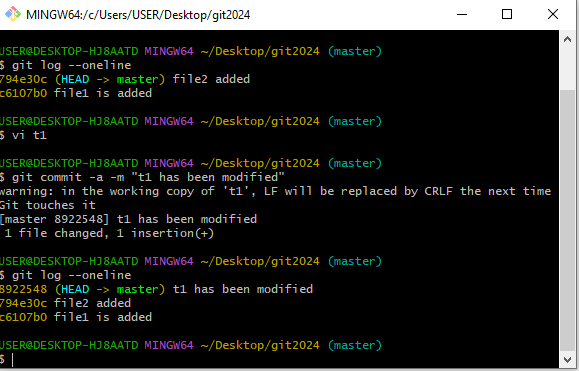 MINGW64:/c/Users/USER/Desktop/git2024
USER@DESKTOP-HJ8AATD MINGW64 ~/Desktop/git2024 (master)
$ git log --oneline
794e30c (HEAD -> master) file2 added
c6107b0 file1 is added
USER@DESKTOP-HJ8AATD MINGW64 ~/Desktop/git2024 (master)
$ vi t1
USER@DESKTOP-HJ8AATD MINGW64 ~/Desktop/git2024 (master)
$ git commit -a -m "t1 has been modified"
warning: in the working copy of 't1', LF will be replaced by CRLF the next time
Git touches it
[master 8922548] t1 has been modified
1 file changed, 1 insertion(+)
USER@DESKTOP-HJ8AATD MINGW64 ~/Desktop/git2024 (master)
$ git log --oneline
8922548 (HEAD -> master) t1 has been modified
794e30c file2 added
c6107b0 file1 is added
USER@DESKTOP-HJ8AATD MINGW64 ~/Desktop/git2024 (master)
$